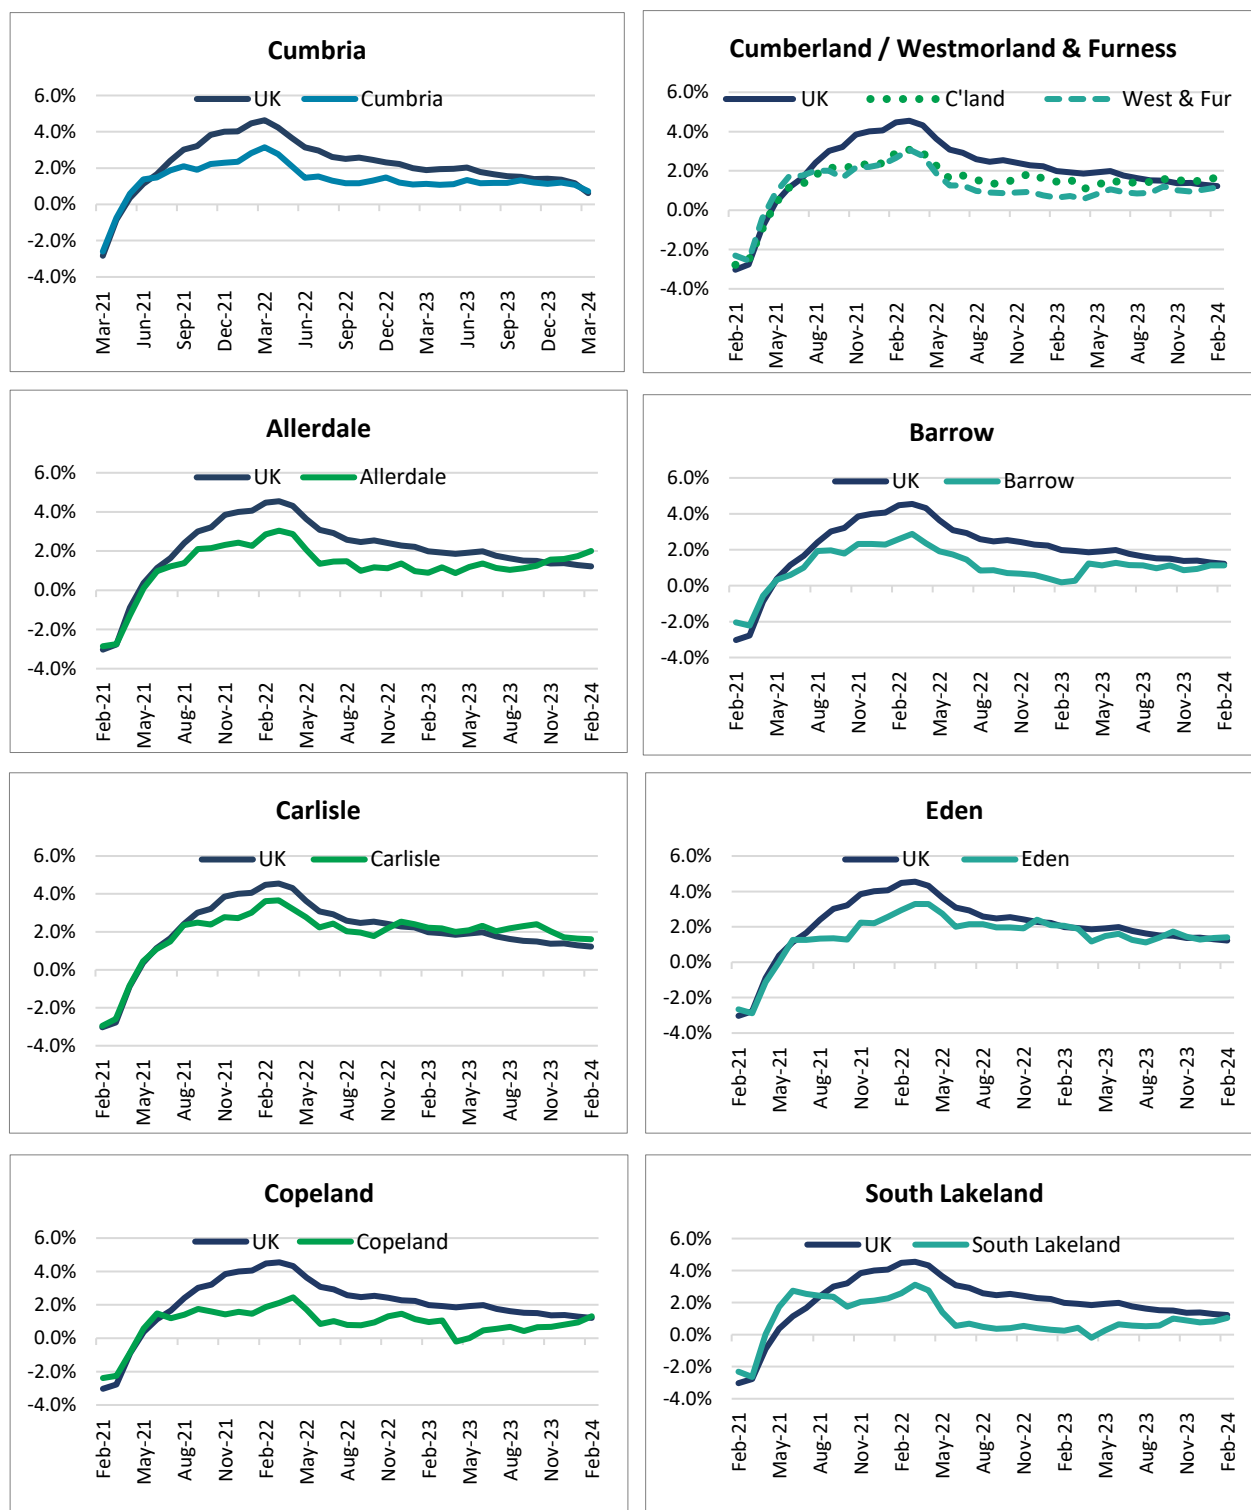 Cumbria
UK Cumbria
6.0%
4.0%
2.0%
0.0%
-2.0%
-4.0%
Mar-21 Jun-21 Sep-21 Dec-21 Mar-22 Jun-22 Sep-22 Dec-22 Mar-23 Jun-23 Sep-23 Dec-23 Mar-24
Cumberland / Westmorland & Furness
UK C'land West & Fur
6.0%
4.0%
2.0%
0.0%
-2.0%
-4.0%
Feb-21 May-21 Aug-21 Nov-21 Feb-22 May-22 Aug-22 Nov-22 Feb-23 May-23 Aug-23 Nov-23 Feb-24
Allerdale
UK Allerdale
6.0%
4.0%
2.0%
0.0%
-2.0%
-4.0%
Feb-21 May-21 Aug-21 Nov-21 Feb-22 May-22 Aug-22 Nov-22 Feb-23 May-23 Aug-23 Nov-23 Feb-24
Barrow
UK Barrow
6.0%
4.0%
2.0%
0.0%
-2.0%
-4.0%
Feb-21 May-21 Aug-21 Nov-21 Feb-22 May-22 Aug-22 Nov-22 Feb-23 May-23 Aug-23 Nov-23 Feb-24
Carlisle
UK Carlisle
6.0%
4.0%
2.0%
0.0%
-2.0%
-4.0%
Feb-21 May-21 Aug-21 Nov-21 Feb-22 May-22 Aug-22 Nov-22 Feb-23 May-23 Aug-23 Nov-23 Feb-24
Eden
UK Eden
6.0%
4.0%
2.0%
0.0%
-2.0%
-4.0%
Feb-21 May-21 Aug-21 Nov-21 Feb-22 May-22 Aug-22 Nov-22 Feb-23 May-23 Aug-23 Nov-23 Feb-24
Copeland
UK Copeland
6.0%
4.0%
2.0%
0.0%
-2.0%
-4.0%
Feb-21 May-21 Aug-21 Nov-21 Feb-22 May-22 Aug-22 Nov-22 Feb-23 May-23 Aug-23 Nov-23 Feb-24
South Lakeland
UK South Lakeland
6.0%
4.0%
2.0%
0.0%
-2.0%
-4.0%
Feb-21 May-21 Aug-21 Nov-21 Feb-22 May-22 Aug-22 Nov-22 Feb-23 May-23 Aug-23 Nov-23 Feb-24